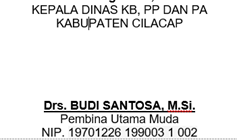 KEPALA DINAS KB, PP DAN PA
KABUPATEN CILACAP
Drs. BUDI SANTOSA, M.Si.
Pembina Utama Muda
NIP. 19701226 199003 1 002